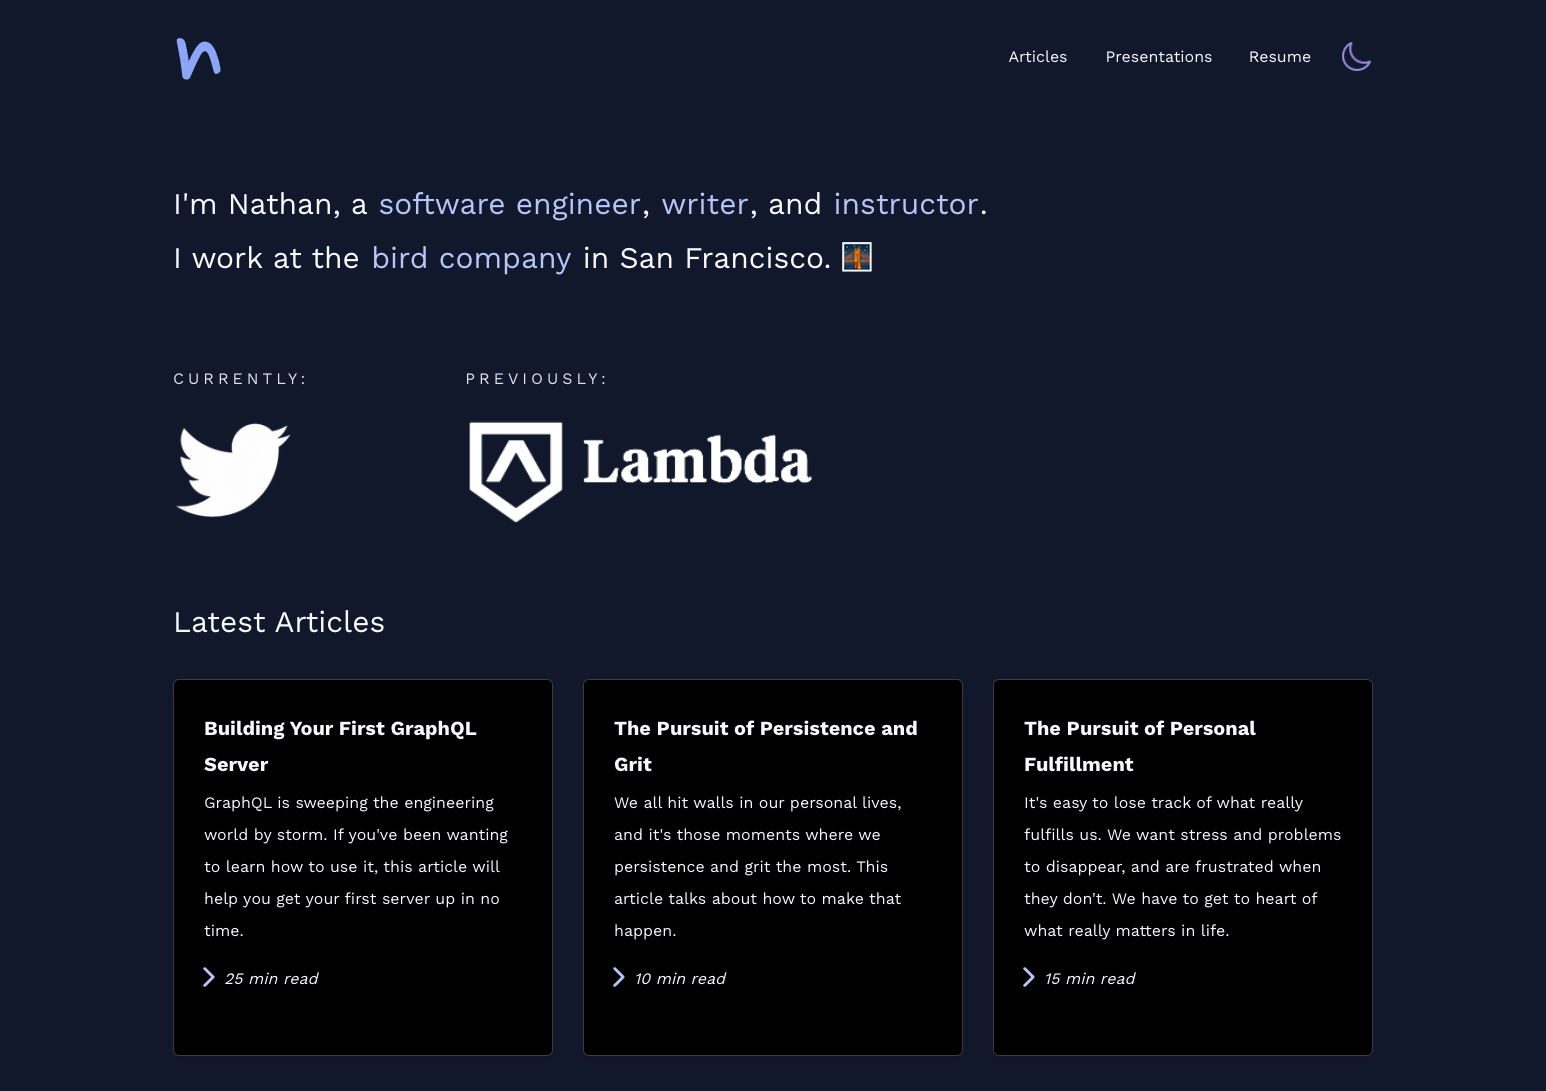 n
Articles Presentations Resume
I'm Nathan, a software engineer, writer, and instructor.
I work at the bird company in San Francisco.
CURRENTLY: PREVIOUSLY:
Lambda
Latest Articles
Building Your First GraphQL
Server
GraphQL is sweeping the engineering
world by storm. If you've been wanting
to learn how to use it, this article will
help you get your first server up in no
time.
25 min read
The Pursuit of Persistence and
Grit
We all hit walls in our personal lives,
and it's those moments where we
persistence and grit the most. This
article talks about how to make that
happen.
10 min read
The Pursuit of Personal
Fulfillment
It's easy to lose track of what really
fulfills us. We want stress and problems
to disappear, and are frustrated when
they don't. We have to get to heart of
what really matters in life.
15 min read